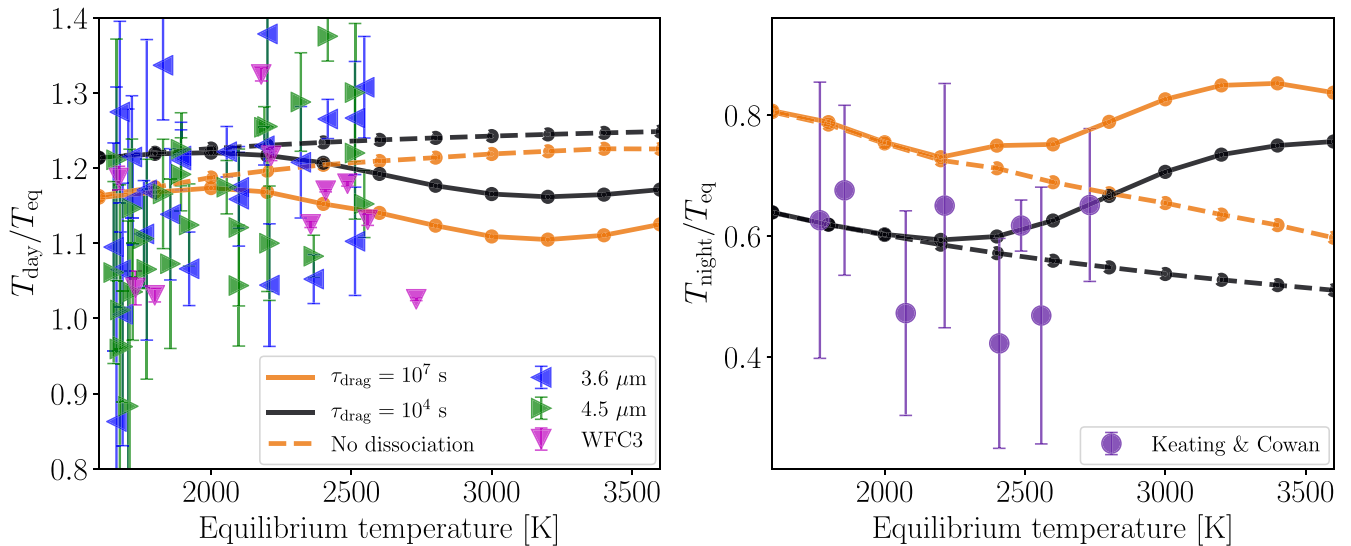 1.4
1.3
1.2
1.1
1.0
0.9
0.8
T_day/T_eq
τ_drag = 10^7 s
τ_drag = 10^4 s
No dissociation
3.6 μm
4.5 μm
WFC3
2000
2500
3000
3500
Equilibrium temperature [K]
0.8
0.6
0.4
T_night/T_eq
Keating & Cowan
2000
2500
3000
3500
Equilibrium temperature [K]